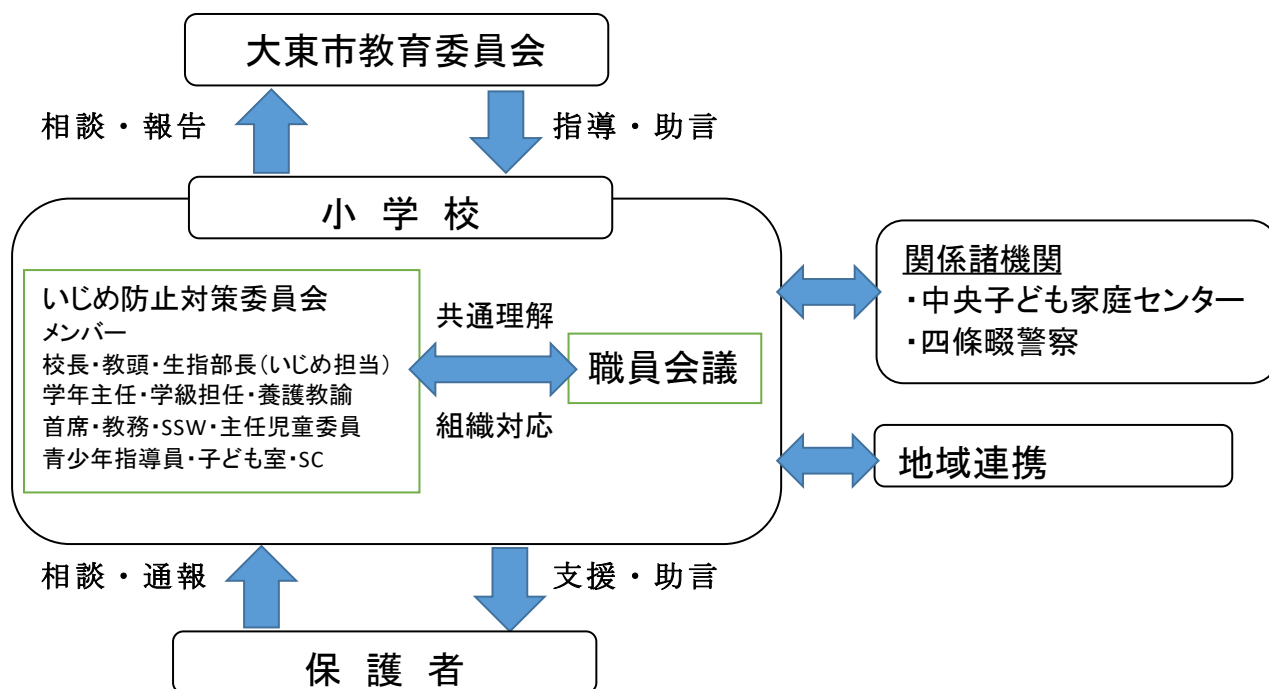 大東市教育委員会
相談・報告
指導・助言
小 学 校
いじめ防止対策委員会
メンバー
校長・教頭・生指部長(いじめ担当)
学年主任・学級担任・養護教諭
首席・教務・SSW・主任児童委員
青少年指導員・子ども室・SC
共通理解
組織対応
職員会議
関係諸機関
・中央子ども家庭センター
・四條畷警察
地域連携
相談・通報
支援・助言
保 護 者